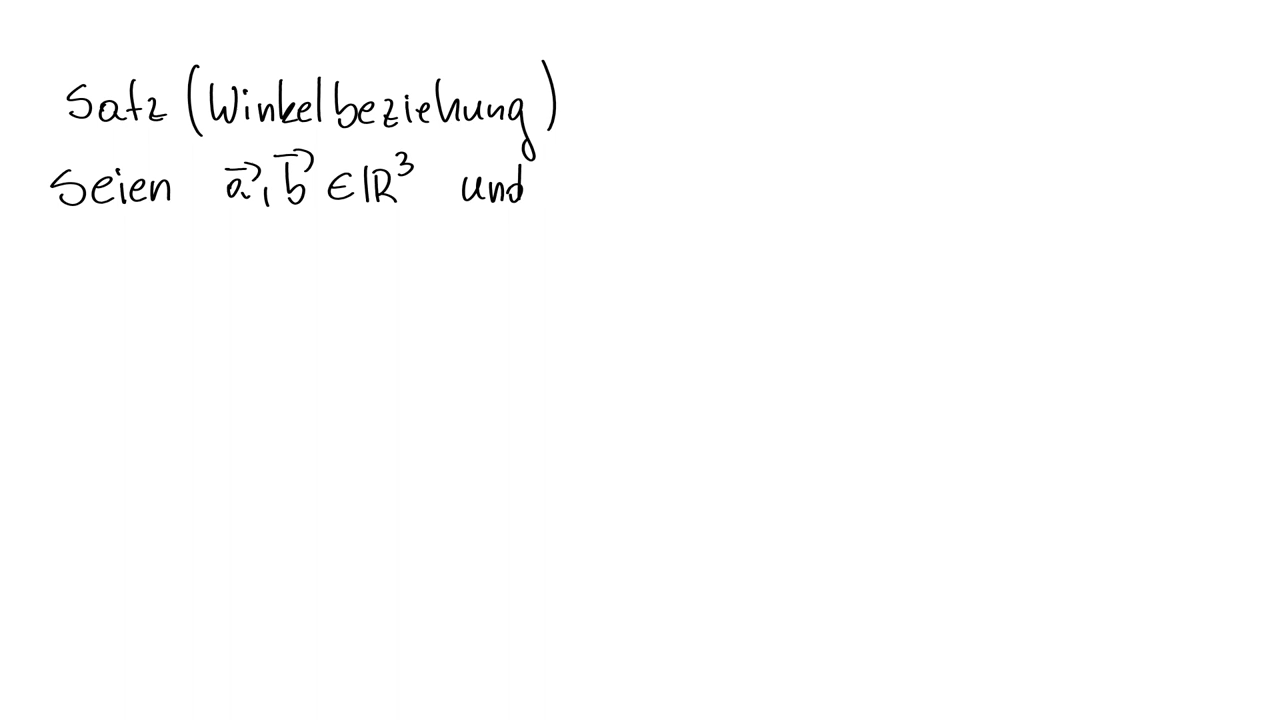 Satz (Winkelbeziehung)
Seien a⃗, b⃗ ∈ ℝ³ und